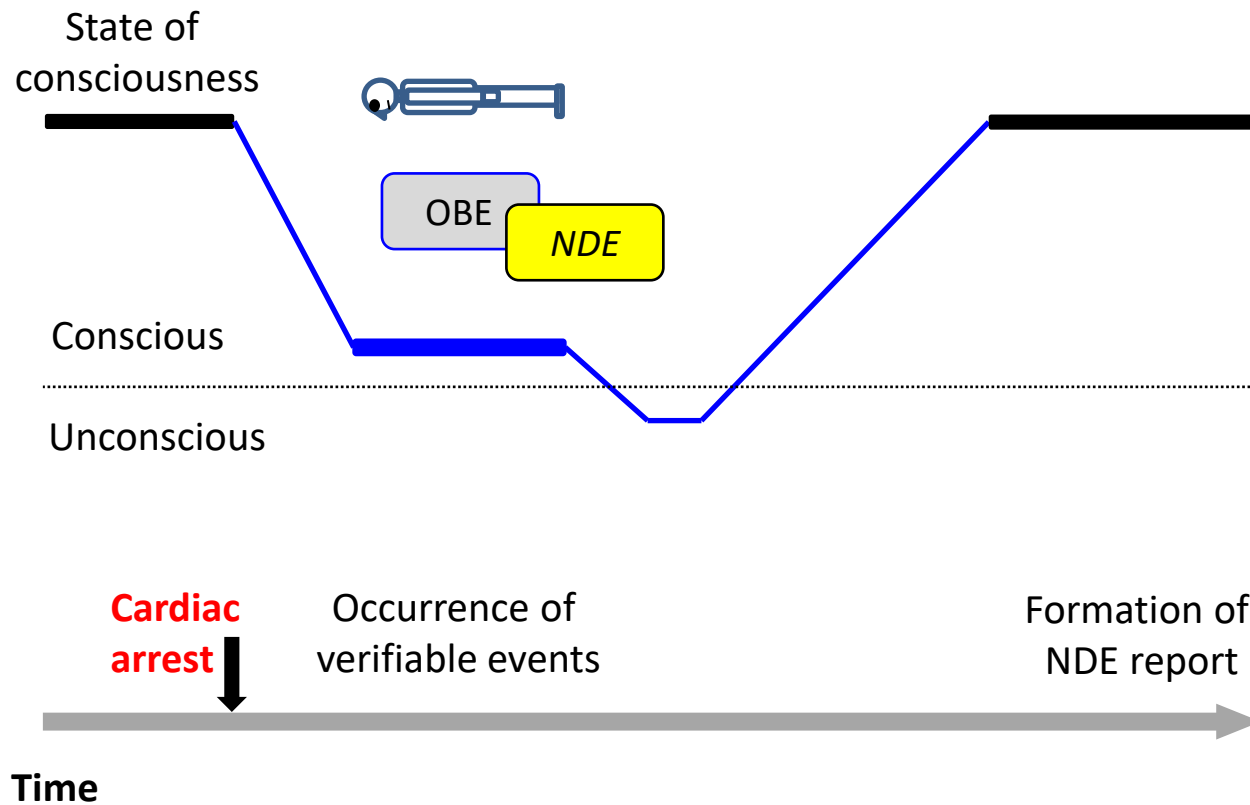 State of
consciousness
OBE
NDE
Conscious
Unconscious
Cardiac
arrest
Occurrence of
verifiable events
Formation of
NDE report
Time